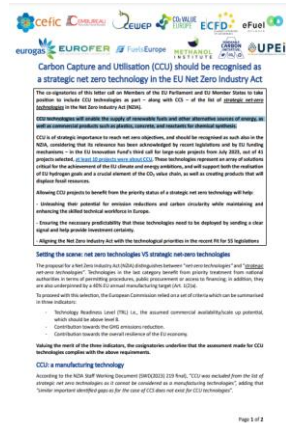 cefic
CEMBUREAU
CEWEP
CO₂ VALUE
EUROPE
ECFD
eFuel
eurogas
EUROFER
FuelsEurope
METHANOL
INSTITUTE
CARBON
UPEi
Carbon Capture and Utilisation (CCU) should be recognised as
a strategic net zero technology in the EU Net Zero industry Act
The co-signatories of this letter call on Members of the EU Parliament and EU Member States to take
position to include CCU technologies as part – along with CCS – of the list of strategic net-zero
technologies in the Net Zero Industry Act (NZIA).
CCU technologies will enable the supply of renewable fuels and other alternative sources of energy, as
well as commercial products such as plastics, concrete, and reactants for chemical synthesis.
CCU is of strategic importance to reach net zero objectives, and should be recognised as such also in the
NZIA, considering that its relevance has been acknowledged by recent legislations and by EU funding
mechanisms – in the EU Innovation Fund's third call for large-scale projects from July 2023, out of 41
projects selected, at least 10 projects were about CCU. These technologies represent an array of solutions
critical for the achievement of the EU climate and energy ambitions, and will support both the realisation
of EU hydrogen goals and a crucial element of the CO₂ value chain, as well as creating products that will
displace fossil resources.
Allowing CCU projects to benefit from the priority status of a strategic net zero technology will help:
- Unleashing their potential for emission reductions and carbon circularity while maintaining and
enhancing the skilled technical workforce in Europe.
- Ensuring the necessary predictability that these technologies need to be deployed by sending a clear
signal and help provide investment certainty.
- Aligning the Net Zero Industry Act with the technological priorities in the recent Fit for 55 legislations
Setting the scene: net zero technologies VS strategic net-zero technologies
The proposal for a Net Zero Industry Act (NZIA) distinguishes between "net-zero technologies" and "strategic
net-zero technologies". Technologies in the last category benefit from priority treatment from national
authorities in terms of permitting procedures, public procurement or access to financing. In addition, they
are also underpinned by a 40% EU annual manufacturing target (Art. 1(2)a).
To proceed with this selection, the European Commission relied on a set of criteria which can be summarised
in three indicators:
- Technology Readiness Level (TRL) i.e., the assumed commercial availability/scale up potential,
which should be above level 8.
- Contribution towards the GHG emissions reduction.
- Contribution towards the overall resilience of the EU economy.
Valuing the merit of the three indicators, the cosignatories underline that the assessment made for CCU
technologies complies with the above requirements.
CCU: a manufacturing technology
According to the NZIA Staff Working Document (SWD(2023) 219 final), "CCU was excluded from the list of
strategic net zero technologies as it cannot be considered as a manufacturing technologies", adding that
"similar important identified gaps as for the case of CCS does not exist for CCU technologies".
Page 1 of 2